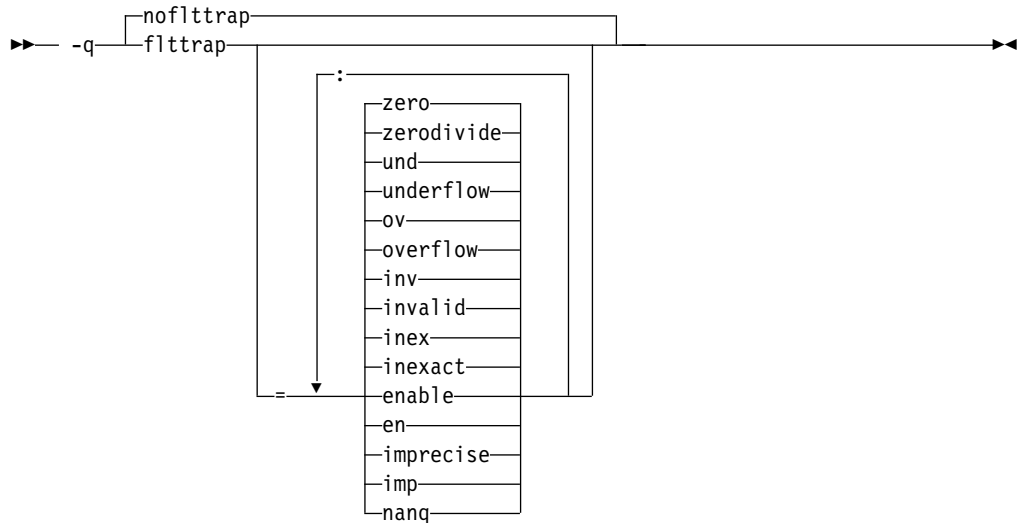 noflttrap
-q flttrap
:
zero
zerodivide
und
underflow
ov
overflow
inv
invalid
inex
inexact
= enable
en
imprecise
imp
nanq